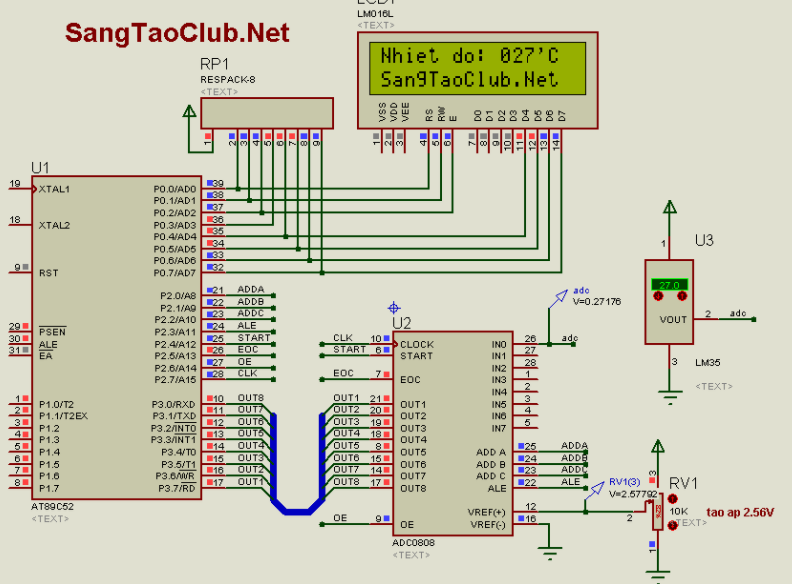 SangTaoClub.Net
LCD1
LM016L
<TEXT>
Nhiet do: 027'C
San9TaoClub.Net
RP1
RESPACK-8
<TEXT>
VSS VDD VEE RS RW E D0 D1 D2 D3 D4 D5 D6 D7
1 2 3 4 5 6 7 8 9 10 11 12 13 14
1 2 3 4 5 6 7 8 9
U1
19 XTAL1
18 XTAL2
9 RST
29 PSEN
30 ALE
31 EA
1 P1.0/T2
2 P1.1/T2EX
3 P1.2
4 P1.3
5 P1.4
6 P1.5
7 P1.6
8 P1.7
P0.0/AD0 39
P0.1/AD1 38
P0.2/AD2 37
P0.3/AD3 36
P0.4/AD4 35
P0.5/AD5 34
P0.6/AD6 33
P0.7/AD7 32
P2.0/A8 21 ADDA
P2.1/A9 22 ADDB
P2.2/A10 23 ADDC
P2.3/A11 24 ALE
P2.4/A12 25 START
P2.5/A13 26 EOC
P2.6/A14 27 OE
P2.7/A15 28 CLK
P3.0/RXD 10 OUT8
P3.1/TXD 11 OUT7
P3.2/INT0 12 OUT6
P3.3/INT1 13 OUT5
P3.4/T0 14 OUT4
P3.5/T1 15 OUT3
P3.6/WR 16 OUT2
P3.7/RD 17 OUT1
AT89C52
<TEXT>
U2
CLK 10 CLOCK
START 6 START
EOC 7 EOC
OUT1 21 OUT1
OUT2 20 OUT2
OUT3 19 OUT3
OUT4 18 OUT4
OUT5 8 OUT5
OUT6 15 OUT6
OUT7 14 OUT7
OUT8 17 OUT8
OE 9 OE
IN0 26 adc
IN1 27
IN2 28
IN3 1
IN4 2
IN5 3
IN6 4
IN7 5
ADD A 25 ADDA
ADD B 24 ADDB
ADD C 23 ADDC
ALE 22 ALE
VREF(+) 12
VREF(-) 16
ADC0808
<TEXT>
adc
V=0.27176
U3
1
27.0
VOUT 2 adc
3
LM35
<TEXT>
RV1(3)
V=2.57792
RV1
3
2
1
10K
<TEXT>
tao ap 2.56V